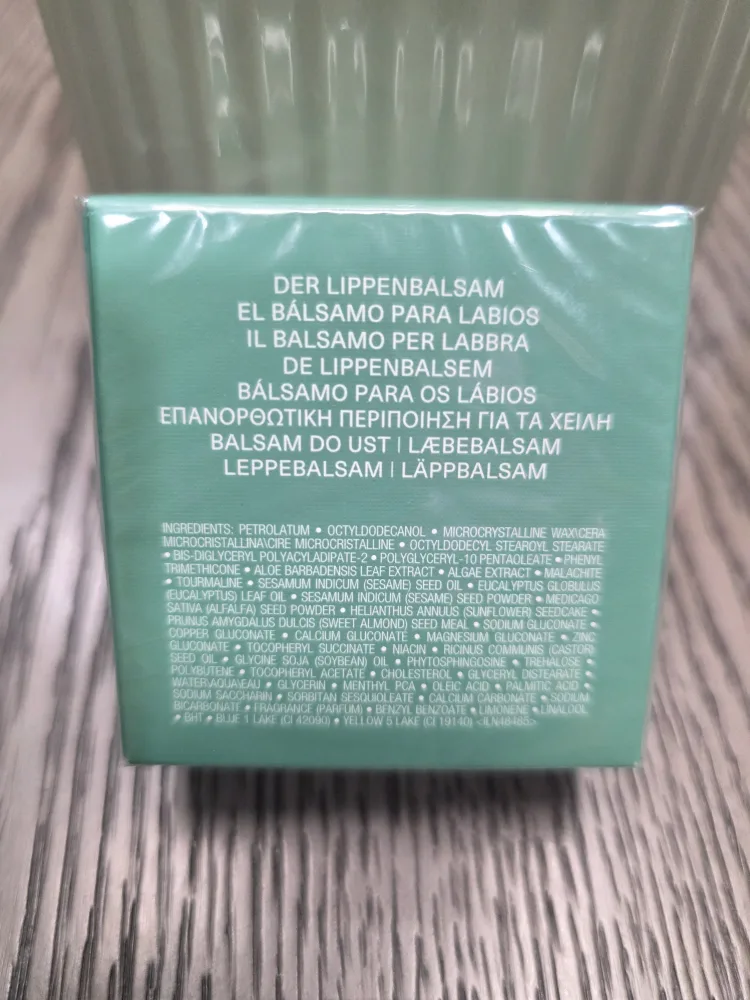 DER LIPPENBALSAM
EL BÁLSAMO PARA LABIOS
IL BALSAMO PER LABBRA
DE LIPPENBALSEM
BÁLSAMO PARA OS LÁBIOS
ΕΠΑΝΟΡΘΩΤΙΚΗ ΠΕΡΙΠΟΙΗΣΗ ΓΙΑ ΤΑ ΧΕΙΛΗ
BALSAM DO UST | LÆBEBALSAM
LEPPEBALSAM | LÄPPBALSAM
INGREDIENTS: PETROLATUM • OCTYLDODECANOL • MICROCRYSTALLINE WAX\CERA
MICROCRISTALLINA\CIRE MICROCRISTALLINE • OCTYLDODECYL STEAROYL STEARATE
• BIS-DIGLYCERYL POLYACYLADIPATE-2 • POLYGLYCERYL-10 PENTAOLEATE • PHENYL
TRIMETHICONE • ALOE BARBADENSIS LEAF EXTRACT • ALGAE EXTRACT • MALACHITE
• TOURMALINE • SESAMUM INDICUM (SESAME) SEED OIL • EUCALYPTUS GLOBULUS
(EUCALYPTUS) LEAF OIL • SESAMUM INDICUM (SESAME) SEED POWDER • MEDICAGO
SATIVA (ALFALFA) SEED POWDER • HELIANTHUS ANNUUS (SUNFLOWER) SEEDCAKE •
PRUNUS AMYGDALUS DULCIS (SWEET ALMOND) SEED MEAL • SODIUM GLUCONATE •
COPPER GLUCONATE • CALCIUM GLUCONATE • MAGNESIUM GLUCONATE • ZINC
GLUCONATE • TOCOPHERYL SUCCINATE • NIACIN • RICINUS COMMUNIS (CASTOR)
SEED OIL • GLYCINE SOJA (SOYBEAN) OIL • PHYTOSPHINGOSINE • TREHALOSE •
POLYBUTENE • TOCOPHERYL ACETATE • CHOLESTEROL • GLYCERYL DISTEARATE •
WATER\AQUA\EAU • GLYCERIN • MENTHYL PCA • OLEIC ACID • PALMITIC ACID •
SODIUM SACCHARIN • SORBITAN SESQUIOLEATE • CALCIUM CARBONATE • SODIUM
BICARBONATE • FRAGRANCE (PARFUM) • BENZYL BENZOATE • LIMONENE • LINALOOL
• BHT • BLUE 1 LAKE (CI 42090) • YELLOW 5 LAKE (CI 19140) <ILN48485>